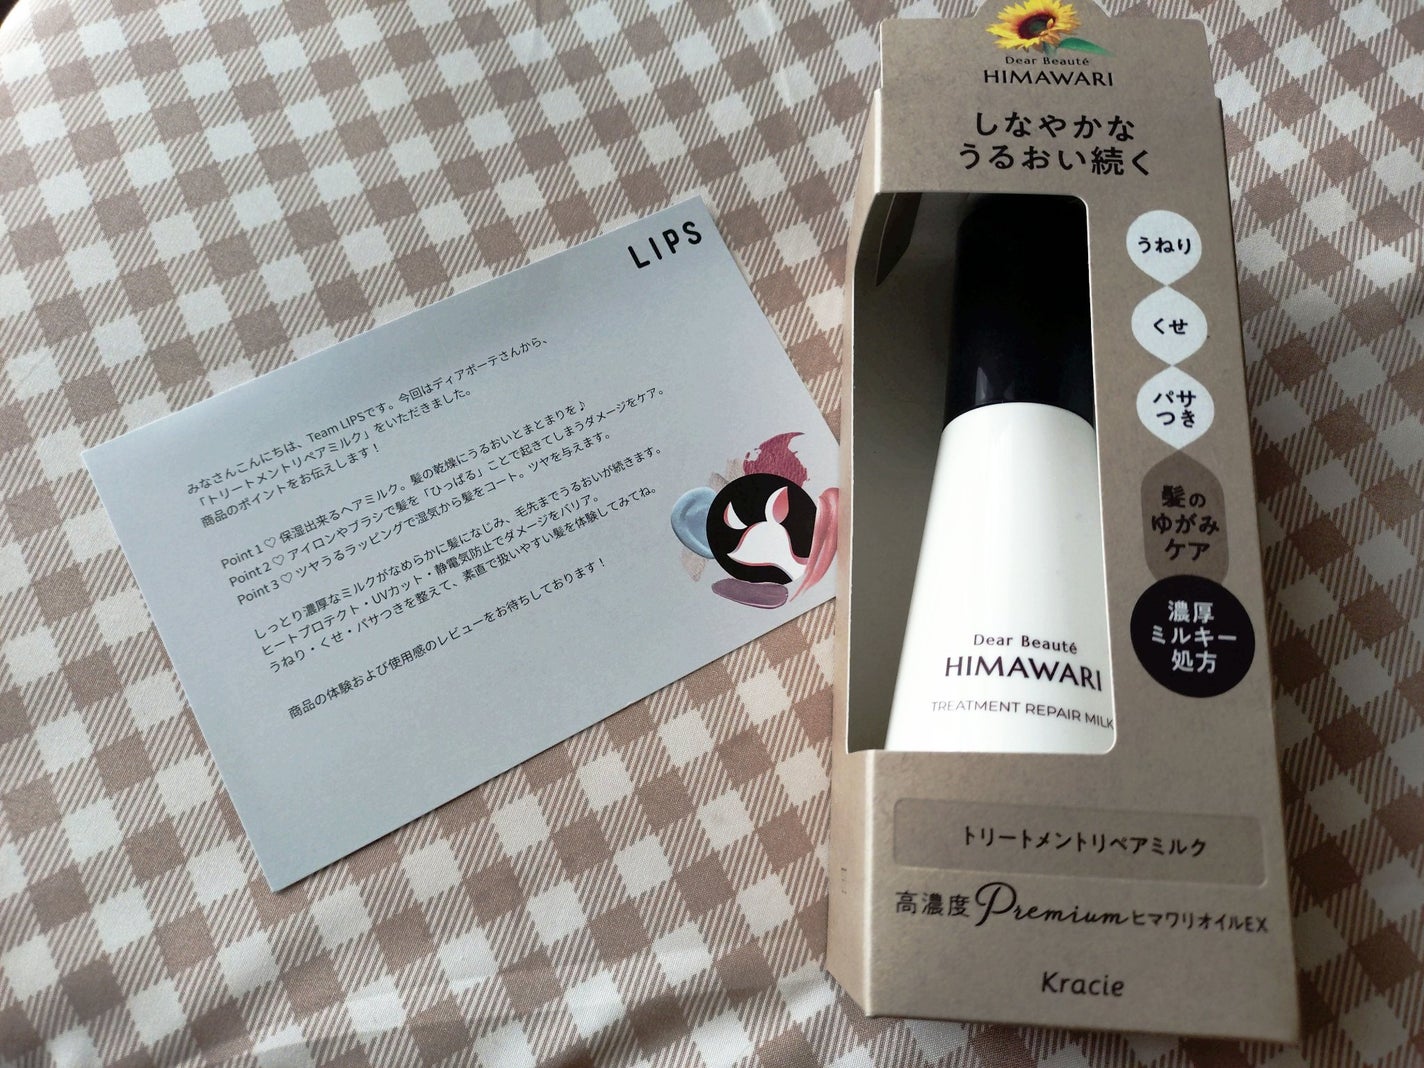 LIPS
みなさんこんにちは、Team LIPSです。今回はディアボーテさんから、
「トリートメントリペアミルク」をいただきました。
商品のポイントをお伝えします！
Point 1 ♡ 保湿出来るヘアミルク。髪の乾燥にうるおいとまとまりを♪
Point 2 ♡ アイロンやブラシで髪を「ひっぱる」ことで起きてしまうダメージをケア。
Point 3 ♡ ツヤうるラッピングで湿気から髪をコート。ツヤを与えます。
しっとり濃厚なミルクがなめらかに髪になじみ、毛先までうるおいが続きます。
ヒートプロテクト・UVカット・静電気防止でダメージをバリア。
うねり・くせ・パサつきを整えて、素直で扱いやすい髪を体験してみてね。
商品の体験および使用感のレビューをお待ちしております！
Dear Beauté
HIMAWARI
しなやかな
うるおい続く
うねり
くせ
パサ
つき
髪の
ゆがみ
ケア
濃厚
ミルキー
処方
Dear Beauté
HIMAWARI
TREATMENT REPAIR MILK
トリートメントリペアミルク
高濃度PremiumヒマワリオイルEX
Kracie